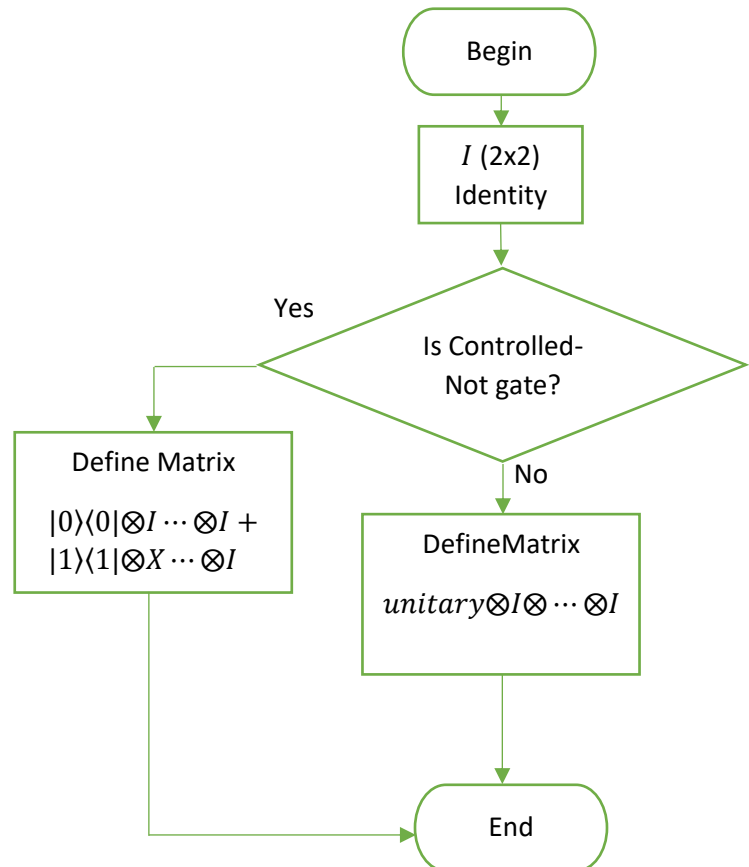 Begin
𝐼 (2x2)
Identity
Yes
Is Controlled-
Not gate?
Define Matrix
|0⟩⟨0|⊗𝐼 ⋯ ⊗𝐼 +
|1⟩⟨1|⊗𝑋 ⋯ ⊗𝐼
No
DefineMatrix
𝑢𝑛𝑖𝑡𝑎𝑟𝑦⊗𝐼⊗ ⋯ ⊗𝐼
End